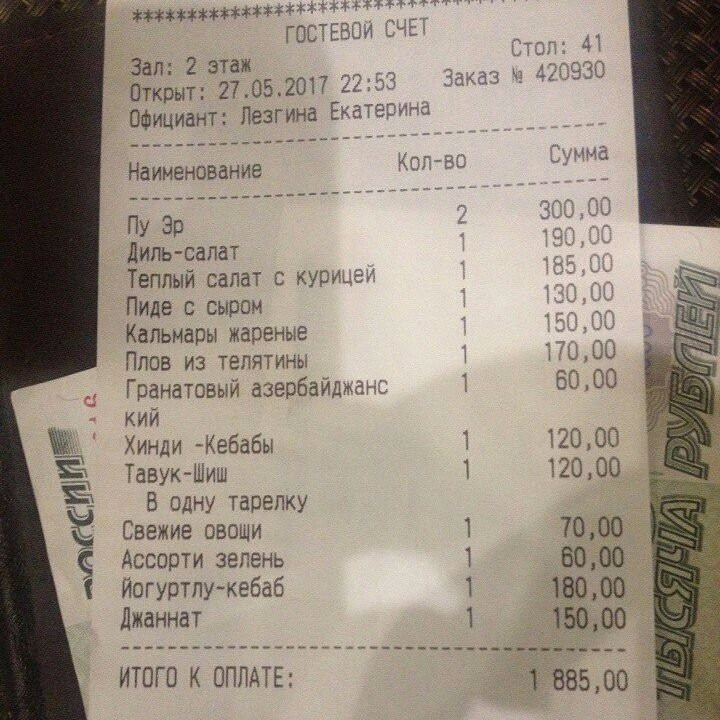 ********************************************
ГОСТЕВОЙ СЧЕТ
Зал: 2 этаж Стол: 41
Открыт: 27.05.2017 22:53 Заказ № 420930
Официант: Лезгина Екатерина
Наименование Кол-во Сумма
Пу Эр 2 300,00
Диль-салат 1 190,00
Теплый салат с курицей 1 185,00
Пиде с сыром 1 130,00
Кальмары жареные 1 150,00
Плов из телятины 1 170,00
Гранатовый азербайджанс 1 60,00
кий
Хинди -Кебабы 1 120,00
Тавук-Шиш 1 120,00
В одну тарелку
Свежие овощи 1 70,00
Ассорти зелень 1 60,00
Йогуртлу-кебаб 1 180,00
Джаннат 1 150,00
ИТОГО К ОПЛАТЕ: 1 885,00
РОССИИ
ТЫСЯЧА РУБЛЕЙ